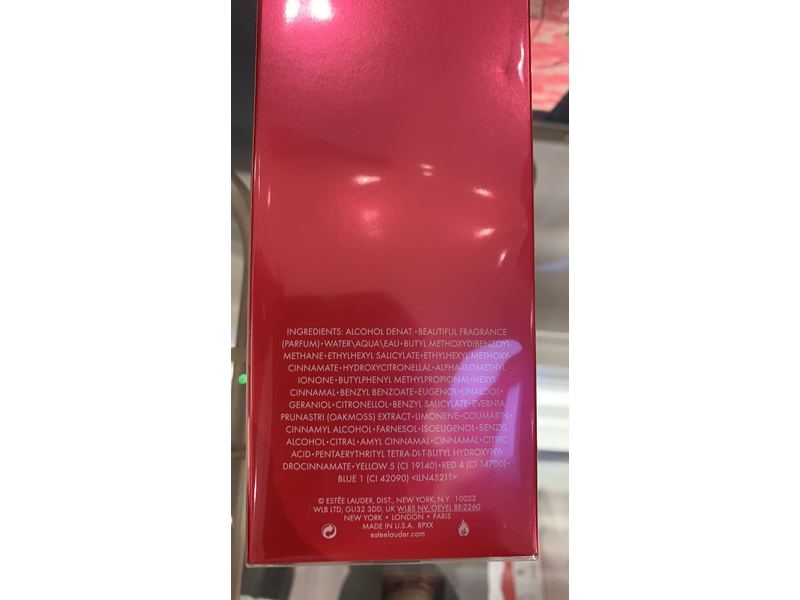 INGREDIENTS: ALCOHOL DENAT.•BEAUTIFUL FRAGRANCE
(PARFUM)•WATER\AQUA\EAU•BUTYL METHOXYDIBENZOYL-
METHANE•ETHYLHEXYL SALICYLATE•ETHYLHEXYL METHOXY-
CINNAMATE•HYDROXYCITRONELLAL•ALPHA-ISOMETHYL
IONONE•BUTYLPHENYL METHYLPROPIONAL•HEXYL
CINNAMAL•BENZYL BENZOATE•EUGENOL•LINALOOL•
GERANIOL•CITRONELLOL•BENZYL SALICYLATE•EVERNIA
PRUNASTRI (OAKMOSS) EXTRACT•LIMONENE•COUMARIN•
CINNAMYL ALCOHOL•FARNESOL•ISOEUGENOL•BENZYL
ALCOHOL•CITRAL•AMYL CINNAMAL•CINNAMAL•CITRIC
ACID•PENTAERYTHRITYL TETRA-DI-T-BUTYL HYDROXYHY-
DROCINNAMATE•YELLOW 5 (CI 19140)•RED 4 (CI 14700)•
BLUE 1 (CI 42090) <ILN45211>
© ESTĒE LAUDER, DIST., NEW YORK, N.Y. 10022
WLB LTD, GU32 3DD, UK WLBS NV. OEVEL BE-2260
NEW YORK • LONDON • PARIS
MADE IN U.S.A. RPXX
esteelauder.com